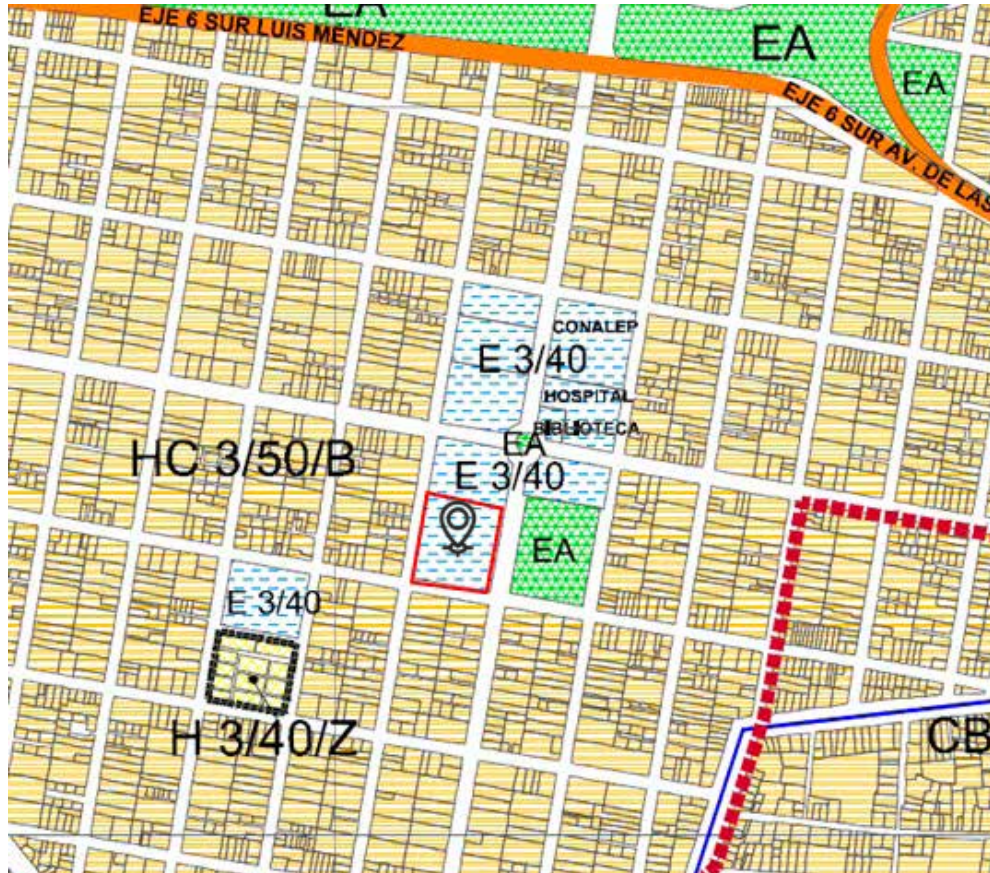 EA
EJE 6 SUR LUIS MENDEZ
EA
EA
EJE 6 SUR AV. DE LAS
CONALEP
E 3/40
HOSPITAL
BIBLIOTECA
EA
HC 3/50/B
E 3/40
EA
E 3/40
H 3/40/Z
CB